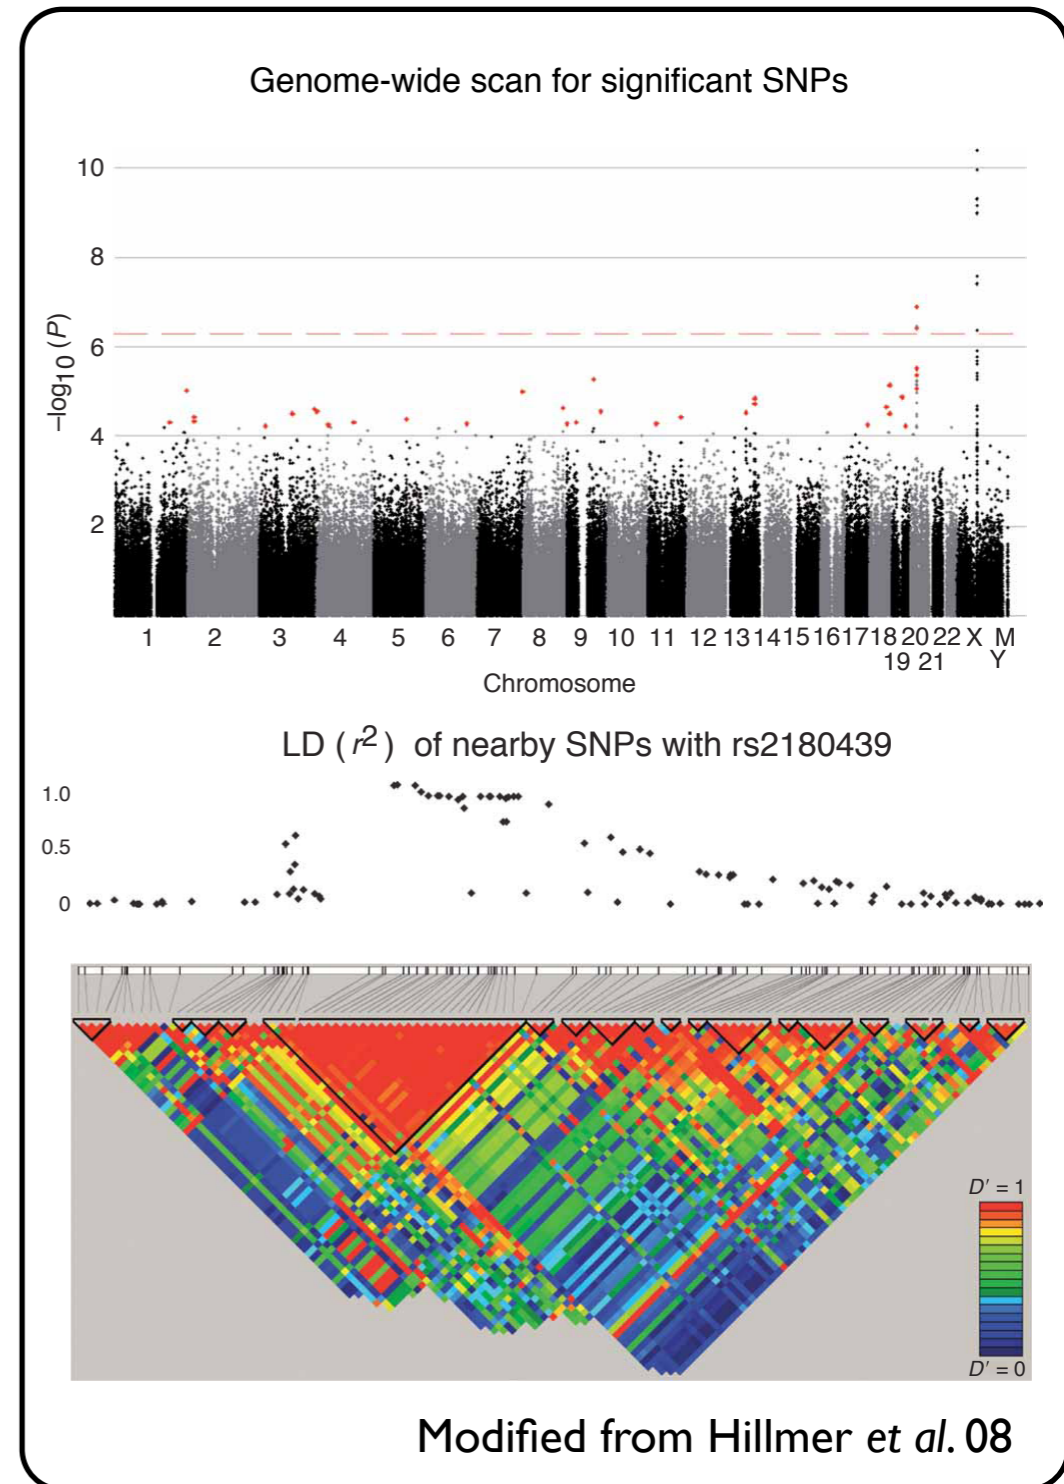 Genome-wide scan for significant SNPs
10
8
6
4
2
–log10 (P)
1 2 3 4 5 6 7 8 9 10 11 12 13 14 15 16 17 18 20 22 X M
19 21 Y
Chromosome
LD (r2) of nearby SNPs with rs2180439
1.0
0.5
0
D' = 1
D' = 0
Modified from Hillmer et al. 08